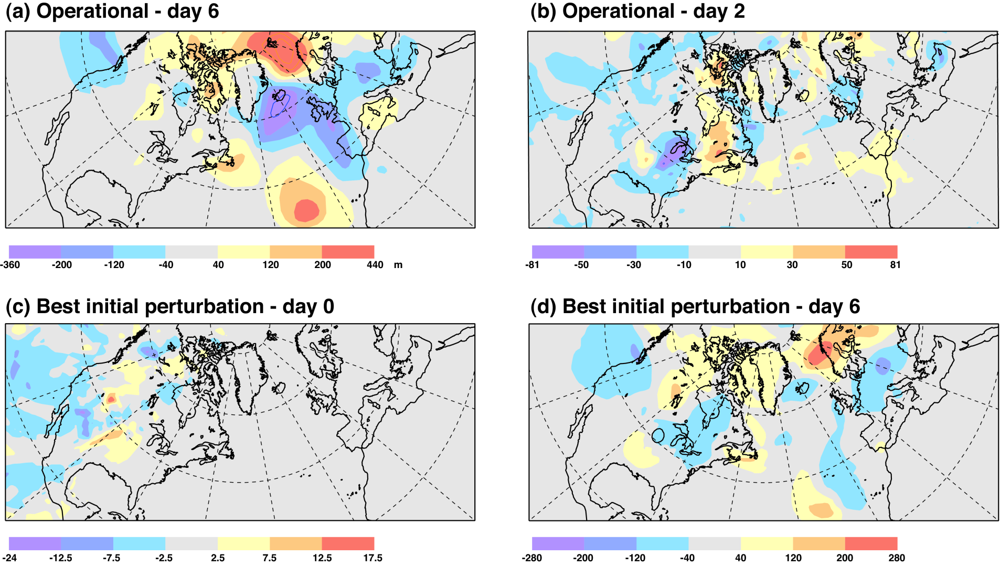 (a) Operational - day 6
(b) Operational - day 2
-360 -200 -120 -40 40 120 200 440 m
-81 -50 -30 -10 10 30 50 81
(c) Best initial perturbation - day 0
(d) Best initial perturbation - day 6
-24 -12.5 -7.5 -2.5 2.5 7.5 12.5 17.5
-280 -200 -120 -40 40 120 200 280